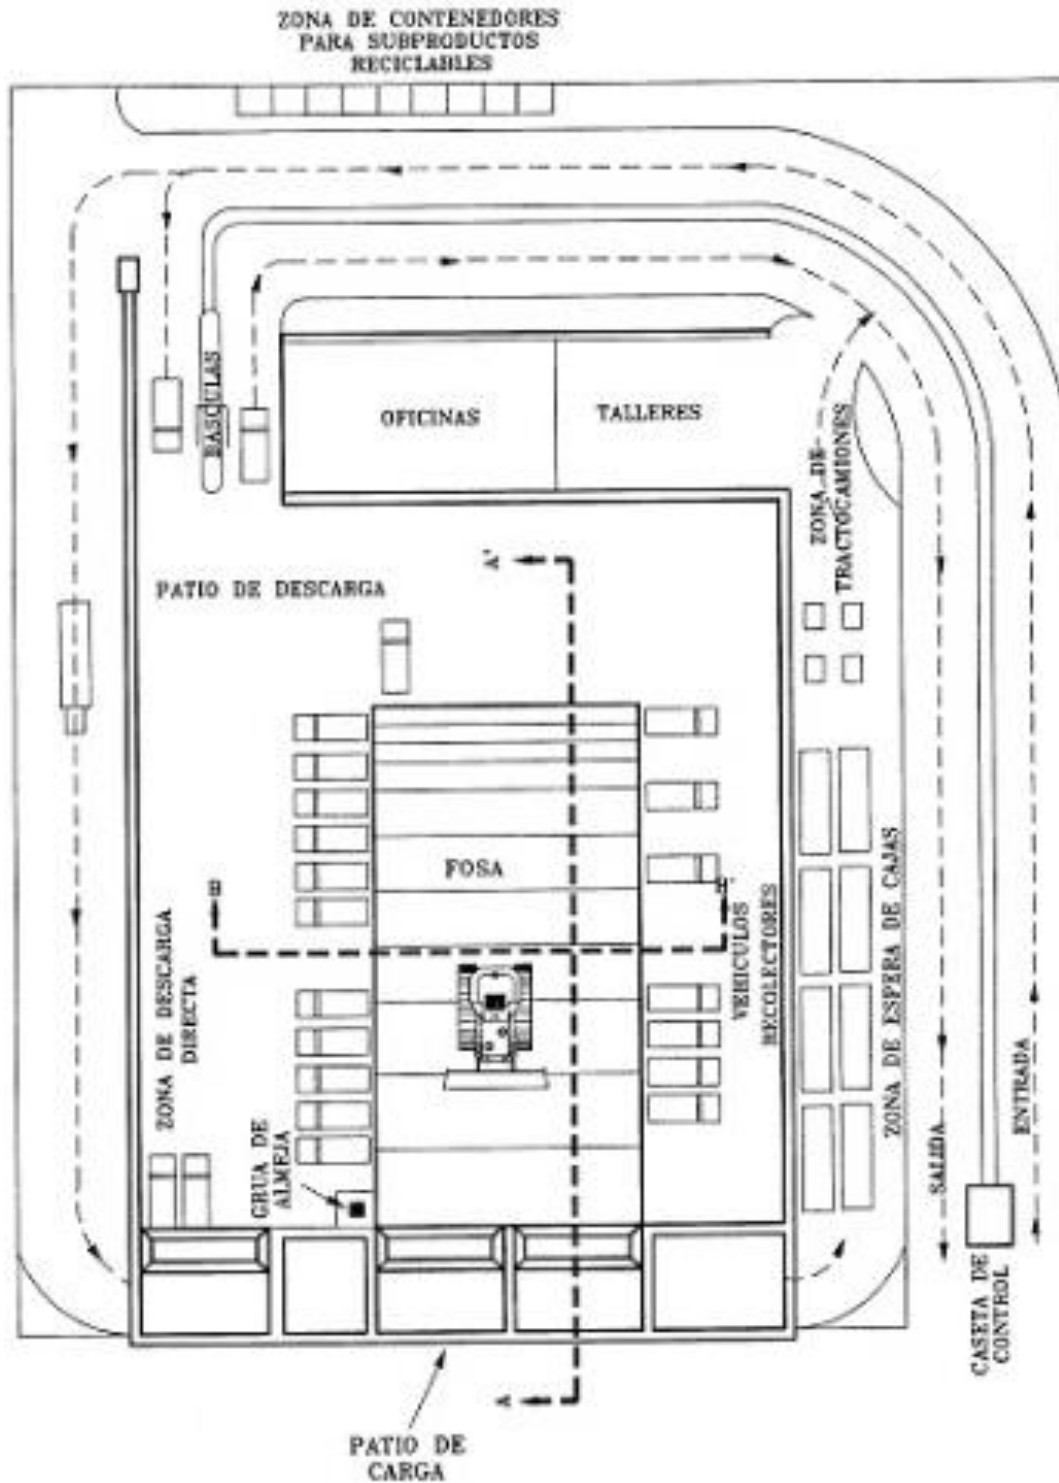 ZONA DE CONTENEDORES
PARA SUBPRODUCTOS
RECICLABLES
BASCULAS
OFICINAS
TALLERES
ZONA DE
TRACTOCAMIONES
A'
PATIO DE DESCARGA
FOSA
B
B'
VEHICULOS
RECOLECTORES
ZONA DE ESPERA DE CAJAS
ZONA DE DESCARGA
DIRECTA
GRUA DE
ALMEJA
SALIDA
ENTRADA
CASETA DE
CONTROL
A
PATIO DE
CARGA